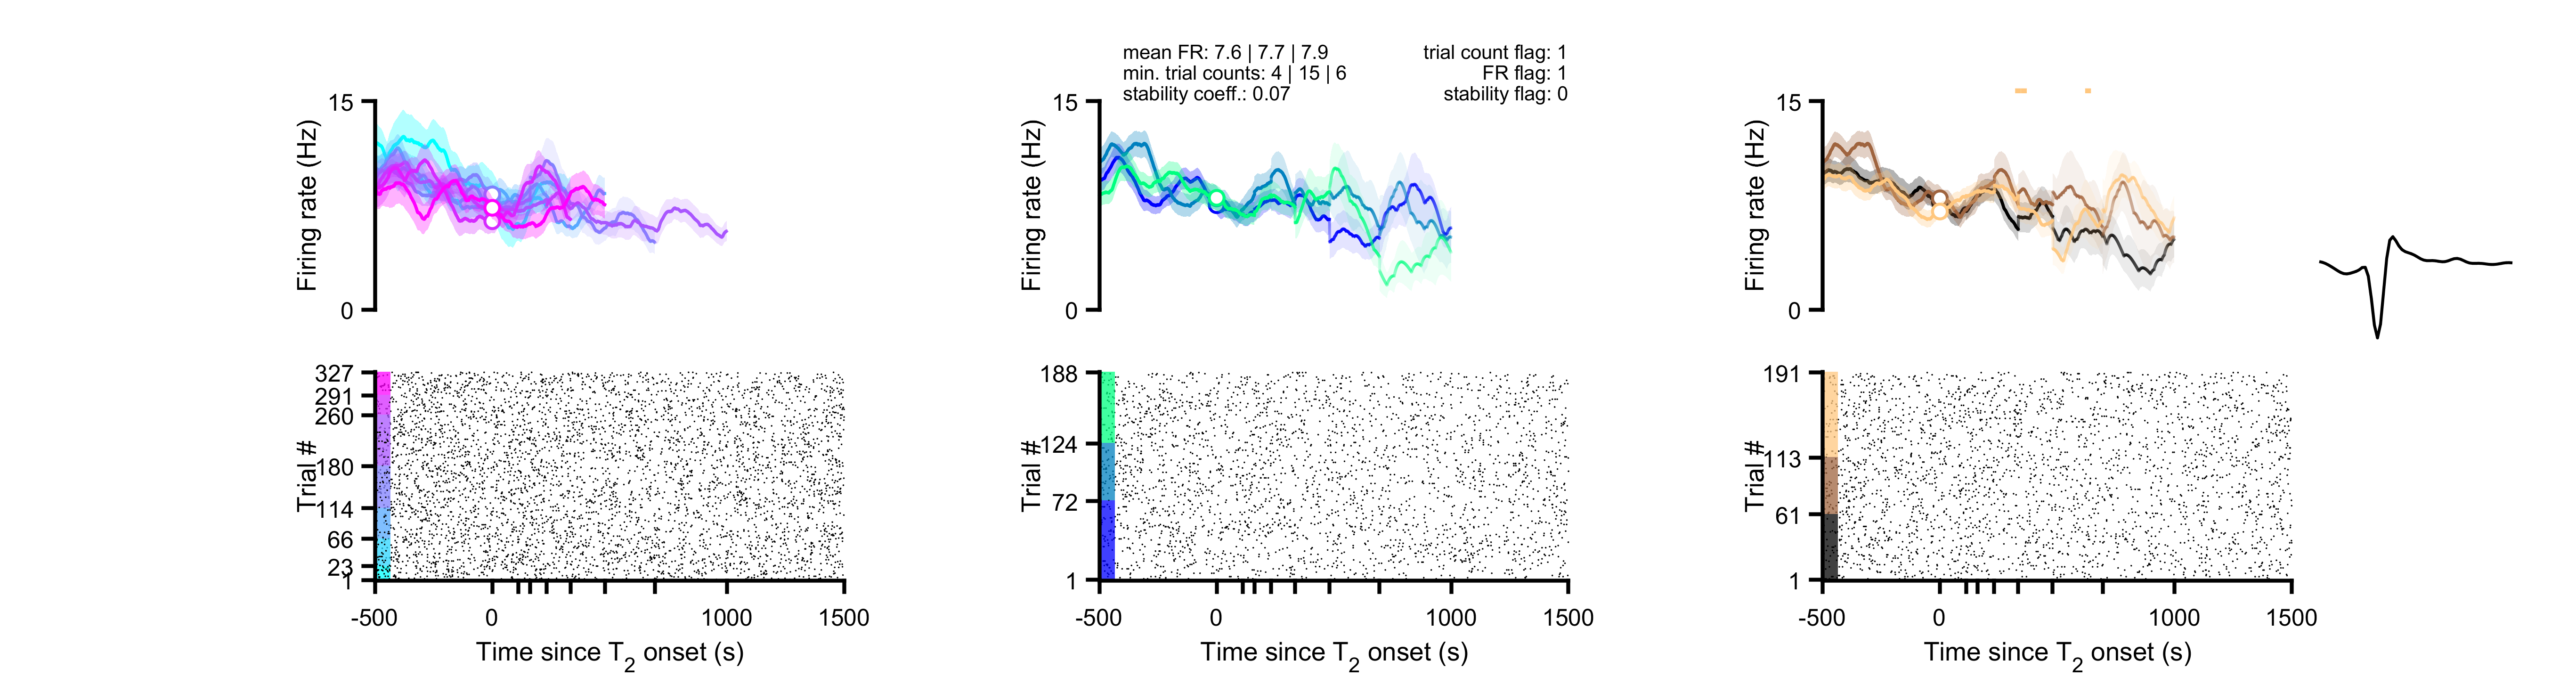 mean FR: 7.6 | 7.7 | 7.9
min. trial counts: 4 | 15 | 6
stability coeff.: 0.07
trial count flag: 1
FR flag: 1
stability flag: 0
15
Firing rate (Hz)
0
15
Firing rate (Hz)
0
15
Firing rate (Hz)
0
327
291
260
180
114
66
23
1
Trial #
-500 0 1000 1500
Time since T2 onset (s)
188
124
72
1
Trial #
-500 0 1000 1500
Time since T2 onset (s)
191
113
61
1
Trial #
-500 0 1000 1500
Time since T2 onset (s)